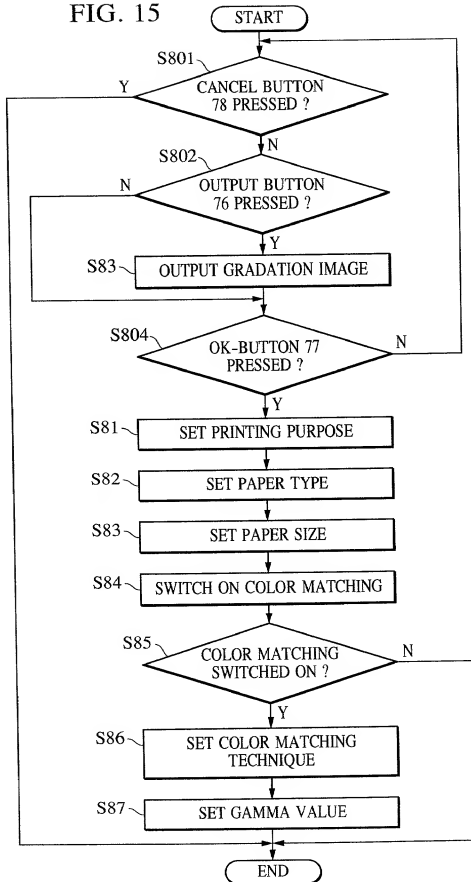 FIG. 15
START
S801
Y
CANCEL BUTTON
78 PRESSED ?
N
S802
N
OUTPUT BUTTON
76 PRESSED ?
Y
S83
OUTPUT GRADATION IMAGE
S804
OK-BUTTON 77
PRESSED ?
N
Y
S81
SET PRINTING PURPOSE
S82
SET PAPER TYPE
S83
SET PAPER SIZE
S84
SWITCH ON COLOR MATCHING
S85
COLOR MATCHING
SWITCHED ON ?
N
Y
S86
SET COLOR MATCHING
TECHNIQUE
S87
SET GAMMA VALUE
END